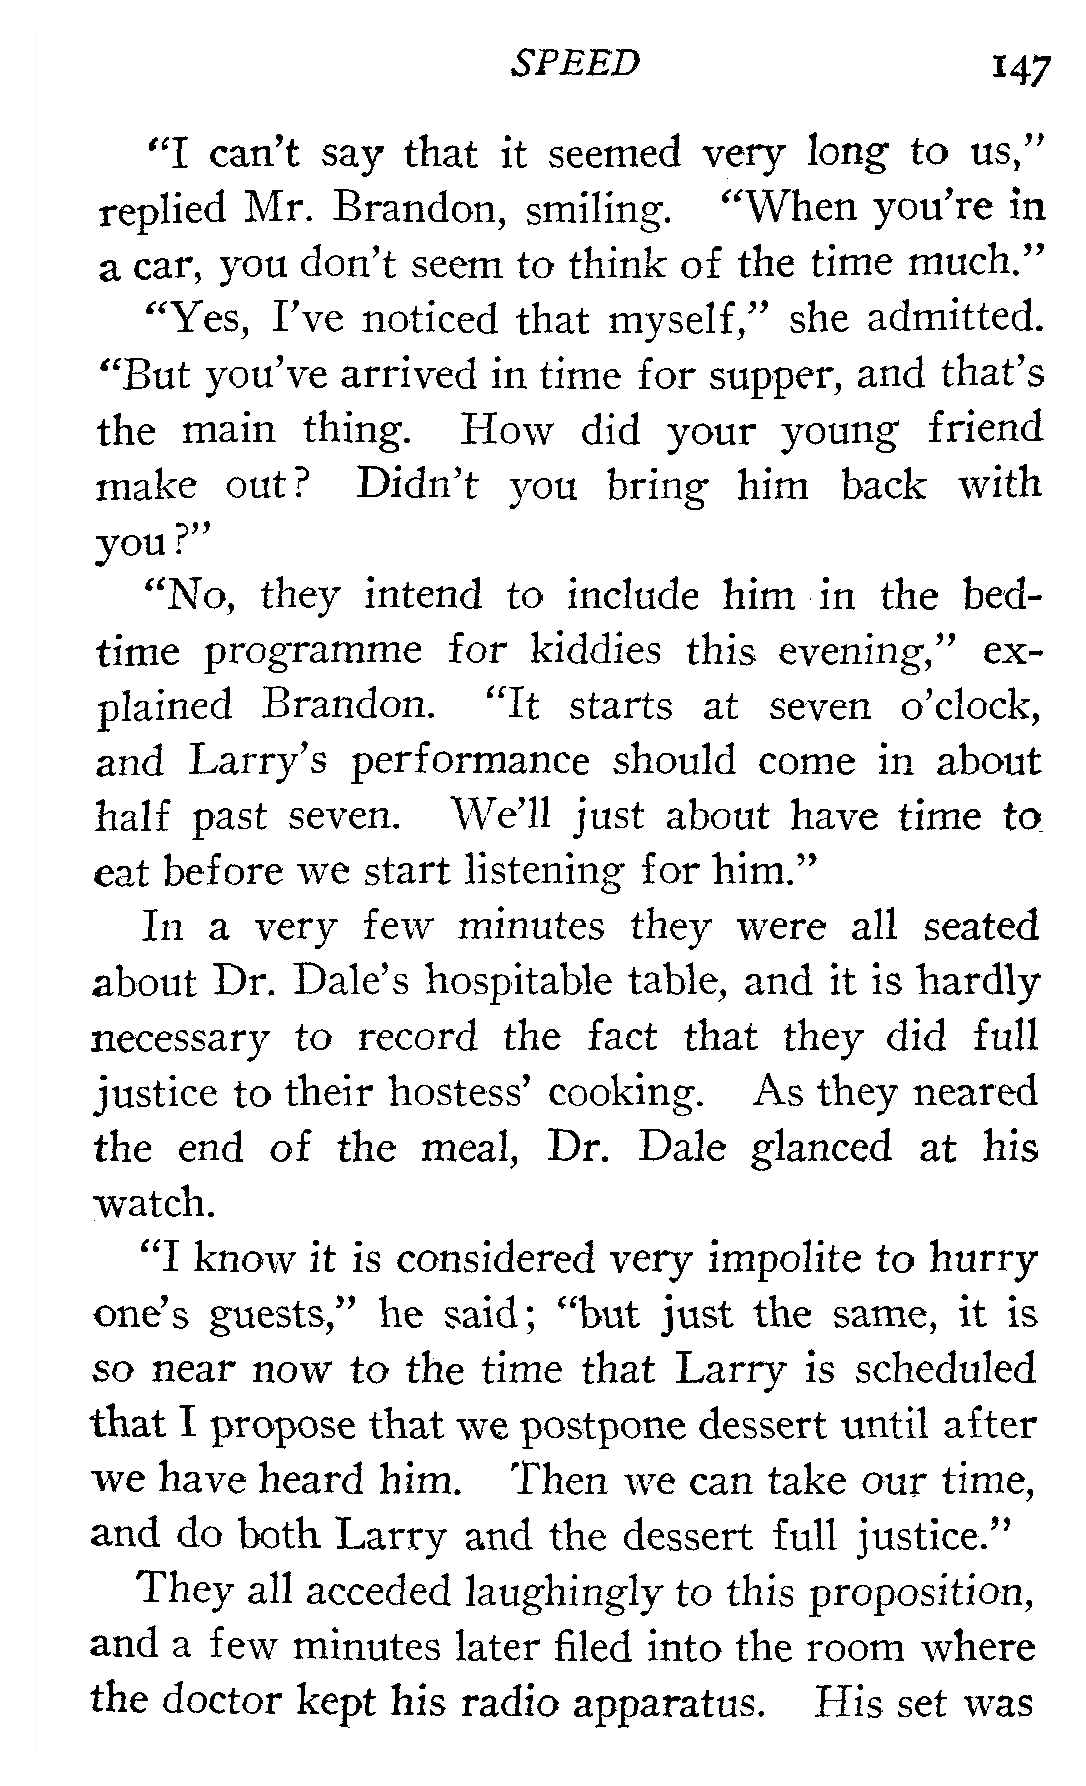 SPEED 147
“I can’t say that it seemed very long to us,”
replied Mr. Brandon, smiling. “When you’re in
a car, you don’t seem to think of the time much.”
“Yes, I’ve noticed that myself,” she admitted.
“But you’ve arrived in time for supper, and that’s
the main thing. How did your young friend
make out? Didn’t you bring him back with
you?”
“No, they intend to include him in the bed-
time programme for kiddies this evening,” ex-
plained Brandon. “It starts at seven o’clock,
and Larry’s performance should come in about
half past seven. We’ll just about have time to
eat before we start listening for him.”
In a very few minutes they were all seated
about Dr. Dale’s hospitable table, and it is hardly
necessary to record the fact that they did full
justice to their hostess’ cooking. As they neared
the end of the meal, Dr. Dale glanced at his
watch.
“I know it is considered very impolite to hurry
one’s guests,” he said; “but just the same, it is
so near now to the time that Larry is scheduled
that I propose that we postpone dessert until after
we have heard him. Then we can take our time,
and do both Larry and the dessert full justice.”
They all acceded laughingly to this proposition,
and a few minutes later filed into the room where
the doctor kept his radio apparatus. His set was